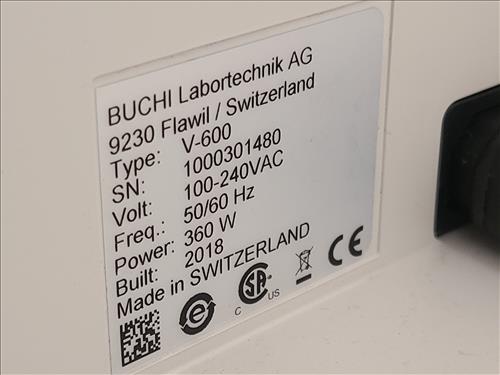 BUCHI Labortechnik AG
9230 Flawil / Switzerland
Type: V-600
SN: 1000301480
Volt: 100-240VAC
Freq.: 50/60 Hz
Power: 360 W
Built: 2018
Made in SWITZERLAND
e SA C US CE